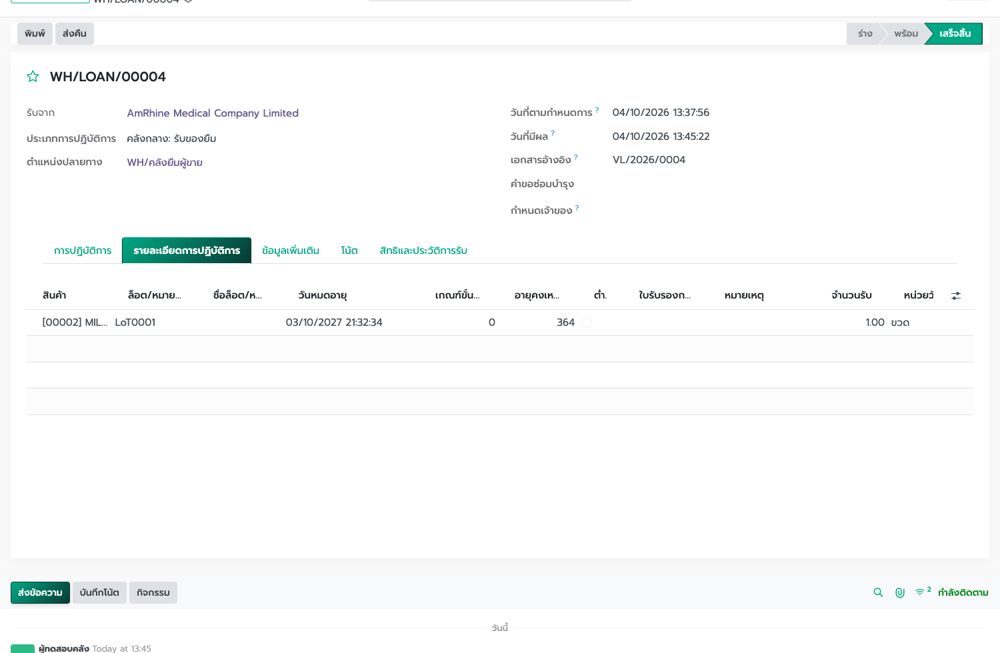 WH/LOAN/00004
พิมพ์ ส่งคืน ร่าง พร้อม เสร็จสิ้น
WH/LOAN/00004
รับจาก AmRhine Medical Company Limited วันที่ตามกำหนดการ ? 04/10/2026 13:37:56
ประเภทการปฏิบัติการ คลังกลาง: รับของยืม วันที่มีผล ? 04/10/2026 13:45:22
ตำแหน่งปลายทาง WH/คลังยืมผู้ขาย เอกสารอ้างอิง ? VL/2026/0004
คำขอซ่อมบำรุง
กำหนดเจ้าของ ?
การปฏิบัติการ รายละเอียดการปฏิบัติการ ข้อมูลเพิ่มเติม โน้ต สิทธิและประวัติการรับ
สินค้า ล็อต/หมาย... ชื่อล็อต/ห... วันหมดอายุ เกณฑ์ขั้น... อายุคงเห... ต่ำ. ใบรับรองก... หมายเหตุ จำนวนรับ หน่วยวั
[00002] MIL... LoT0001 03/10/2027 21:32:34 0 364 1.00 ขวด
ส่งข้อความ บันทึกโน้ต กิจกรรม 2 กำลังติดตาม
วันนี้
ผู้ทดสอบคลัง Today at 13:45